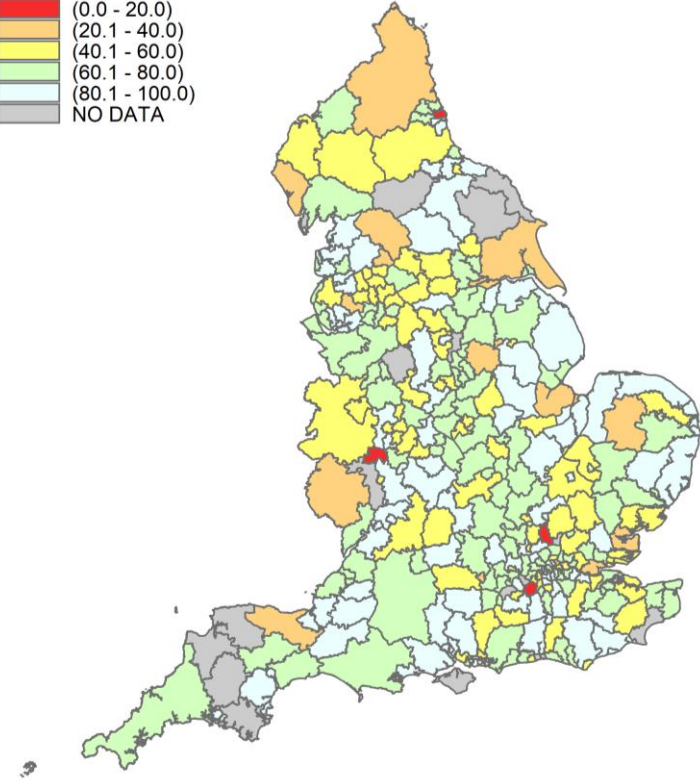 (0.0 - 20.0)
(20.1 - 40.0)
(40.1 - 60.0)
(60.1 - 80.0)
(80.1 - 100.0)
NO DATA